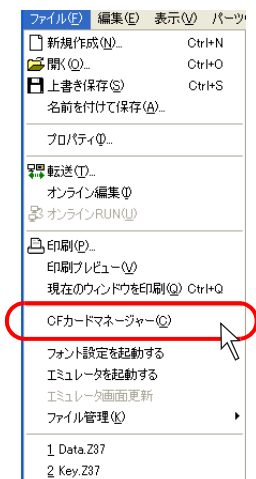 ファイル(F) 編集(E) 表示(V) パーツ
新規作成(N)... Ctrl+N
開く(O)... Ctrl+O
上書き保存(S) Ctrl+S
名前を付けて保存(A)...
プロパティ(I)...
転送(T)...
オンライン編集(I)
オンラインRUN(U)
印刷(P)...
印刷プレビュー(V)
現在のウィンドウを印刷(Q) Ctrl+Q
CFカードマネージャー(C)
フォント設定を起動する
エミュレータを起動する
エミュレータ画面更新
ファイル管理(K)
1 Data.Z37
2 Key.Z37